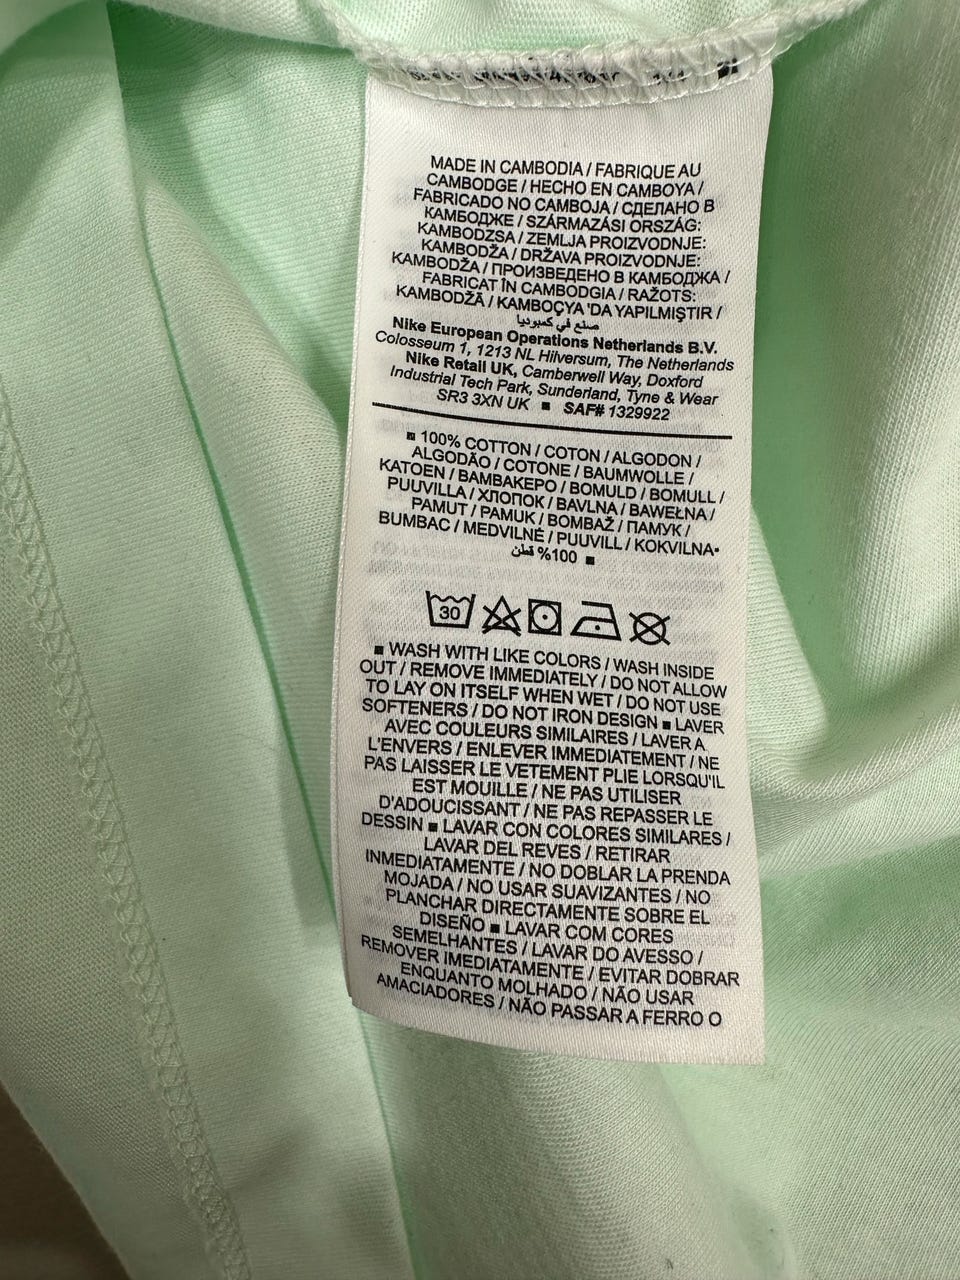 MADE IN CAMBODIA / FABRIQUE AU
CAMBODGE / HECHO EN CAMBOYA /
FABRICADO NO CAMBOJA / СДЕЛАНО В
КАМБОДЖЕ / SZÁRMAZÁSI ORSZÁG:
KAMBODZSA / ZEMLJA PROIZVODNJE:
KAMBODŽA / DRŽAVA PROIZVODNJE:
KAMBODŽA / ПРОИЗВЕДЕНО В КАМБОДЖА /
FABRICAT ÎN CAMBODGIA / RAŽOTS:
KAMBODŽĀ / KAMBOÇYA 'DA YAPILMIŞTIR /
صنع في كمبوديا
Nike European Operations Netherlands B.V.
Colosseum 1, 1213 NL Hilversum, The Netherlands
Nike Retail UK, Camberwell Way, Doxford
Industrial Tech Park, Sunderland, Tyne & Wear
SR3 3XN UK ■ SAF# 1329922
100% COTTON / COTON / ALGODON /
ALGODÃO / COTONE / BAUMWOLLE /
KATOEN / ΒΑΜΒΑΚΕΡΟ / BOMULD / BOMULL /
PUUVILLA / ХЛОПОК / BAVLNA / BAWEŁNA /
PAMUT / PAMUK / BOMBAŽ / ПАМУК /
BUMBAC / MEDVILNĖ / PUUVILL / KOKVILNA•
100% قطن ■
30
■ WASH WITH LIKE COLORS / WASH INSIDE
OUT / REMOVE IMMEDIATELY / DO NOT ALLOW
TO LAY ON ITSELF WHEN WET / DO NOT USE
SOFTENERS / DO NOT IRON DESIGN ■ LAVER
AVEC COULEURS SIMILAIRES / LAVER A
L'ENVERS / ENLEVER IMMEDIATEMENT / NE
PAS LAISSER LE VETEMENT PLIE LORSQU'IL
EST MOUILLE / NE PAS UTILISER
D'ADOUCISSANT / NE PAS REPASSER LE
DESSIN ■ LAVAR CON COLORES SIMILARES /
LAVAR DEL REVES / RETIRAR
INMEDIATAMENTE / NO DOBLAR LA PRENDA
MOJADA / NO USAR SUAVIZANTES / NO
PLANCHAR DIRECTAMENTE SOBRE EL
DISEÑO ■ LAVAR COM CORES
SEMELHANTES / LAVAR DO AVESSO /
REMOVER IMEDIATAMENTE / EVITAR DOBRAR
ENQUANTO MOLHADO / NÃO USAR
AMACIADORES / NÃO PASSAR A FERRO O